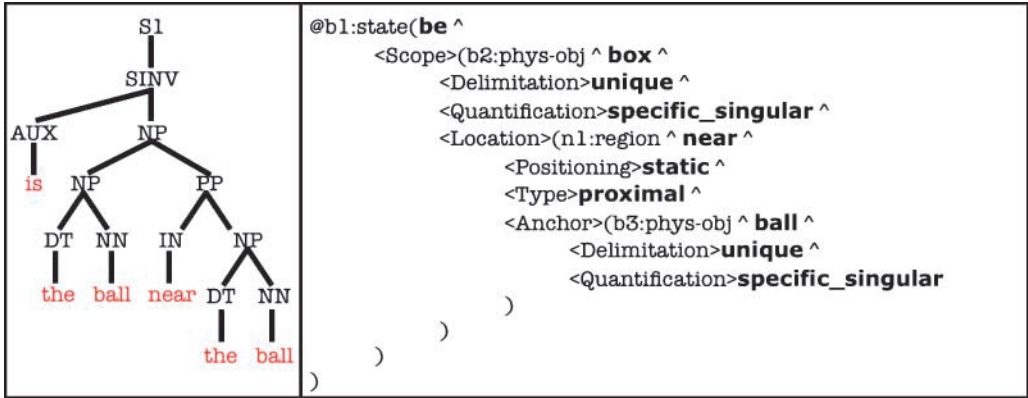 S1
SINV
AUX NP
is NP PP
DT NN IN NP
the ball near DT NN
the ball
@b1:state(be ^
<Scope>(b2:phys-obj ^ box ^
<Delimitation>unique ^
<Quantification>specific_singular ^
<Location>(n1:region ^ near ^
<Positioning>static ^
<Type>proximal ^
<Anchor>(b3:phys-obj ^ ball ^
<Delimitation>unique ^
<Quantification>specific_singular
)
)
)
)